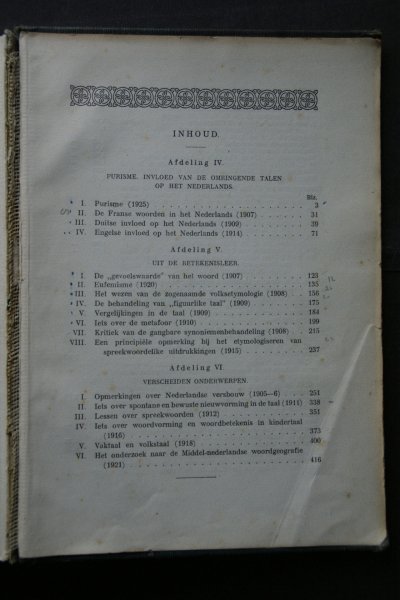 INHOUD.
Afdeling IV.
PURISME. INVLOED VAN DE OMRINGENDE TALEN
OP HET NEDERLANDS.
Blz.
I. Purisme (1925) 3
II. De Franse woorden in het Nederlands (1907) 31
III. Duitse invloed op het Nederlands (1909) 39
IV. Engelse invloed op het Nederlands (1914) 71
Afdeling V.
UIT DE BETEKENISLEER.
I. De „gevoelswaarde" van het woord (1907) 123
II. Eufemisme (1920) 135
III. Het wezen van de zogenaamde volksetymologie (1908) 156
IV. De behandeling van „figuurlike taal" (1909) 175
V. Vergelijkingen in de taal (1909) 184
VI. Iets over de metafoor (1910) 199
VII. Kritiek van de gangbare synoniemenbehandeling (1908) 215
VIII. Een principiële opmerking bij het etymologiseren van
spreekwoordelike uitdrukkingen (1915) 237
Afdeling VI.
VERSCHEIDEN ONDERWERPEN.
I. Opmerkingen over Nederlandse versbouw (1905—6) 251
II. Iets over spontane en bewuste nieuwvorming in de taal (1911) 338
III. Lessen over spreekwoorden (1912) 351
IV. Iets over woordvorming en woordbetekenis in kindertaal
(1916) 373
V. Vaktaal en volkstaal (1918) 400
VI. Het onderzoek naar de Middel-nederlandse woordgeografie
(1921) 416